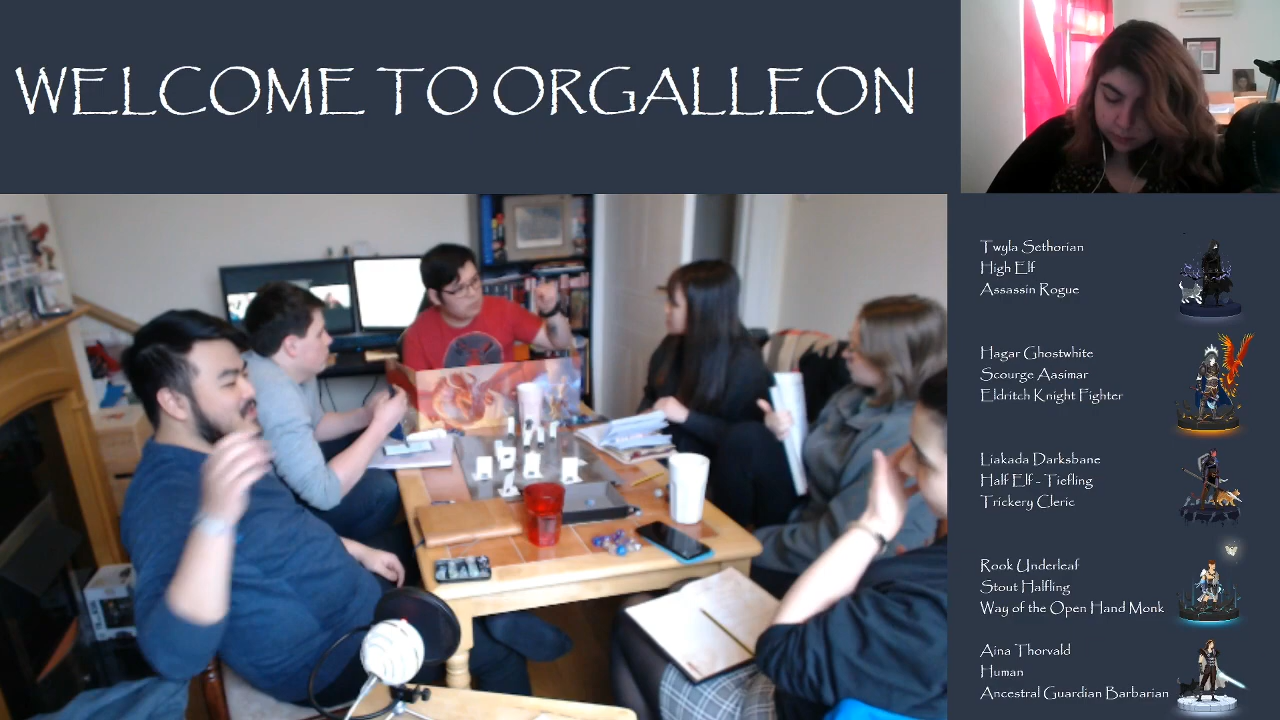 WELCOME TO ORGALLEON
Twyla Sethorian
High Elf
Assassin Rogue
Hagar Ghostwhite
Scourge Aasimar
Eldritch Knight Fighter
Liakada Darksbane
Half Elf - Tiefling
Trickery Cleric
Rook Underleaf
Stout Halfling
Way of the Open Hand Monk
Aina Thorvald
Human
Ancestral Guardian Barbarian